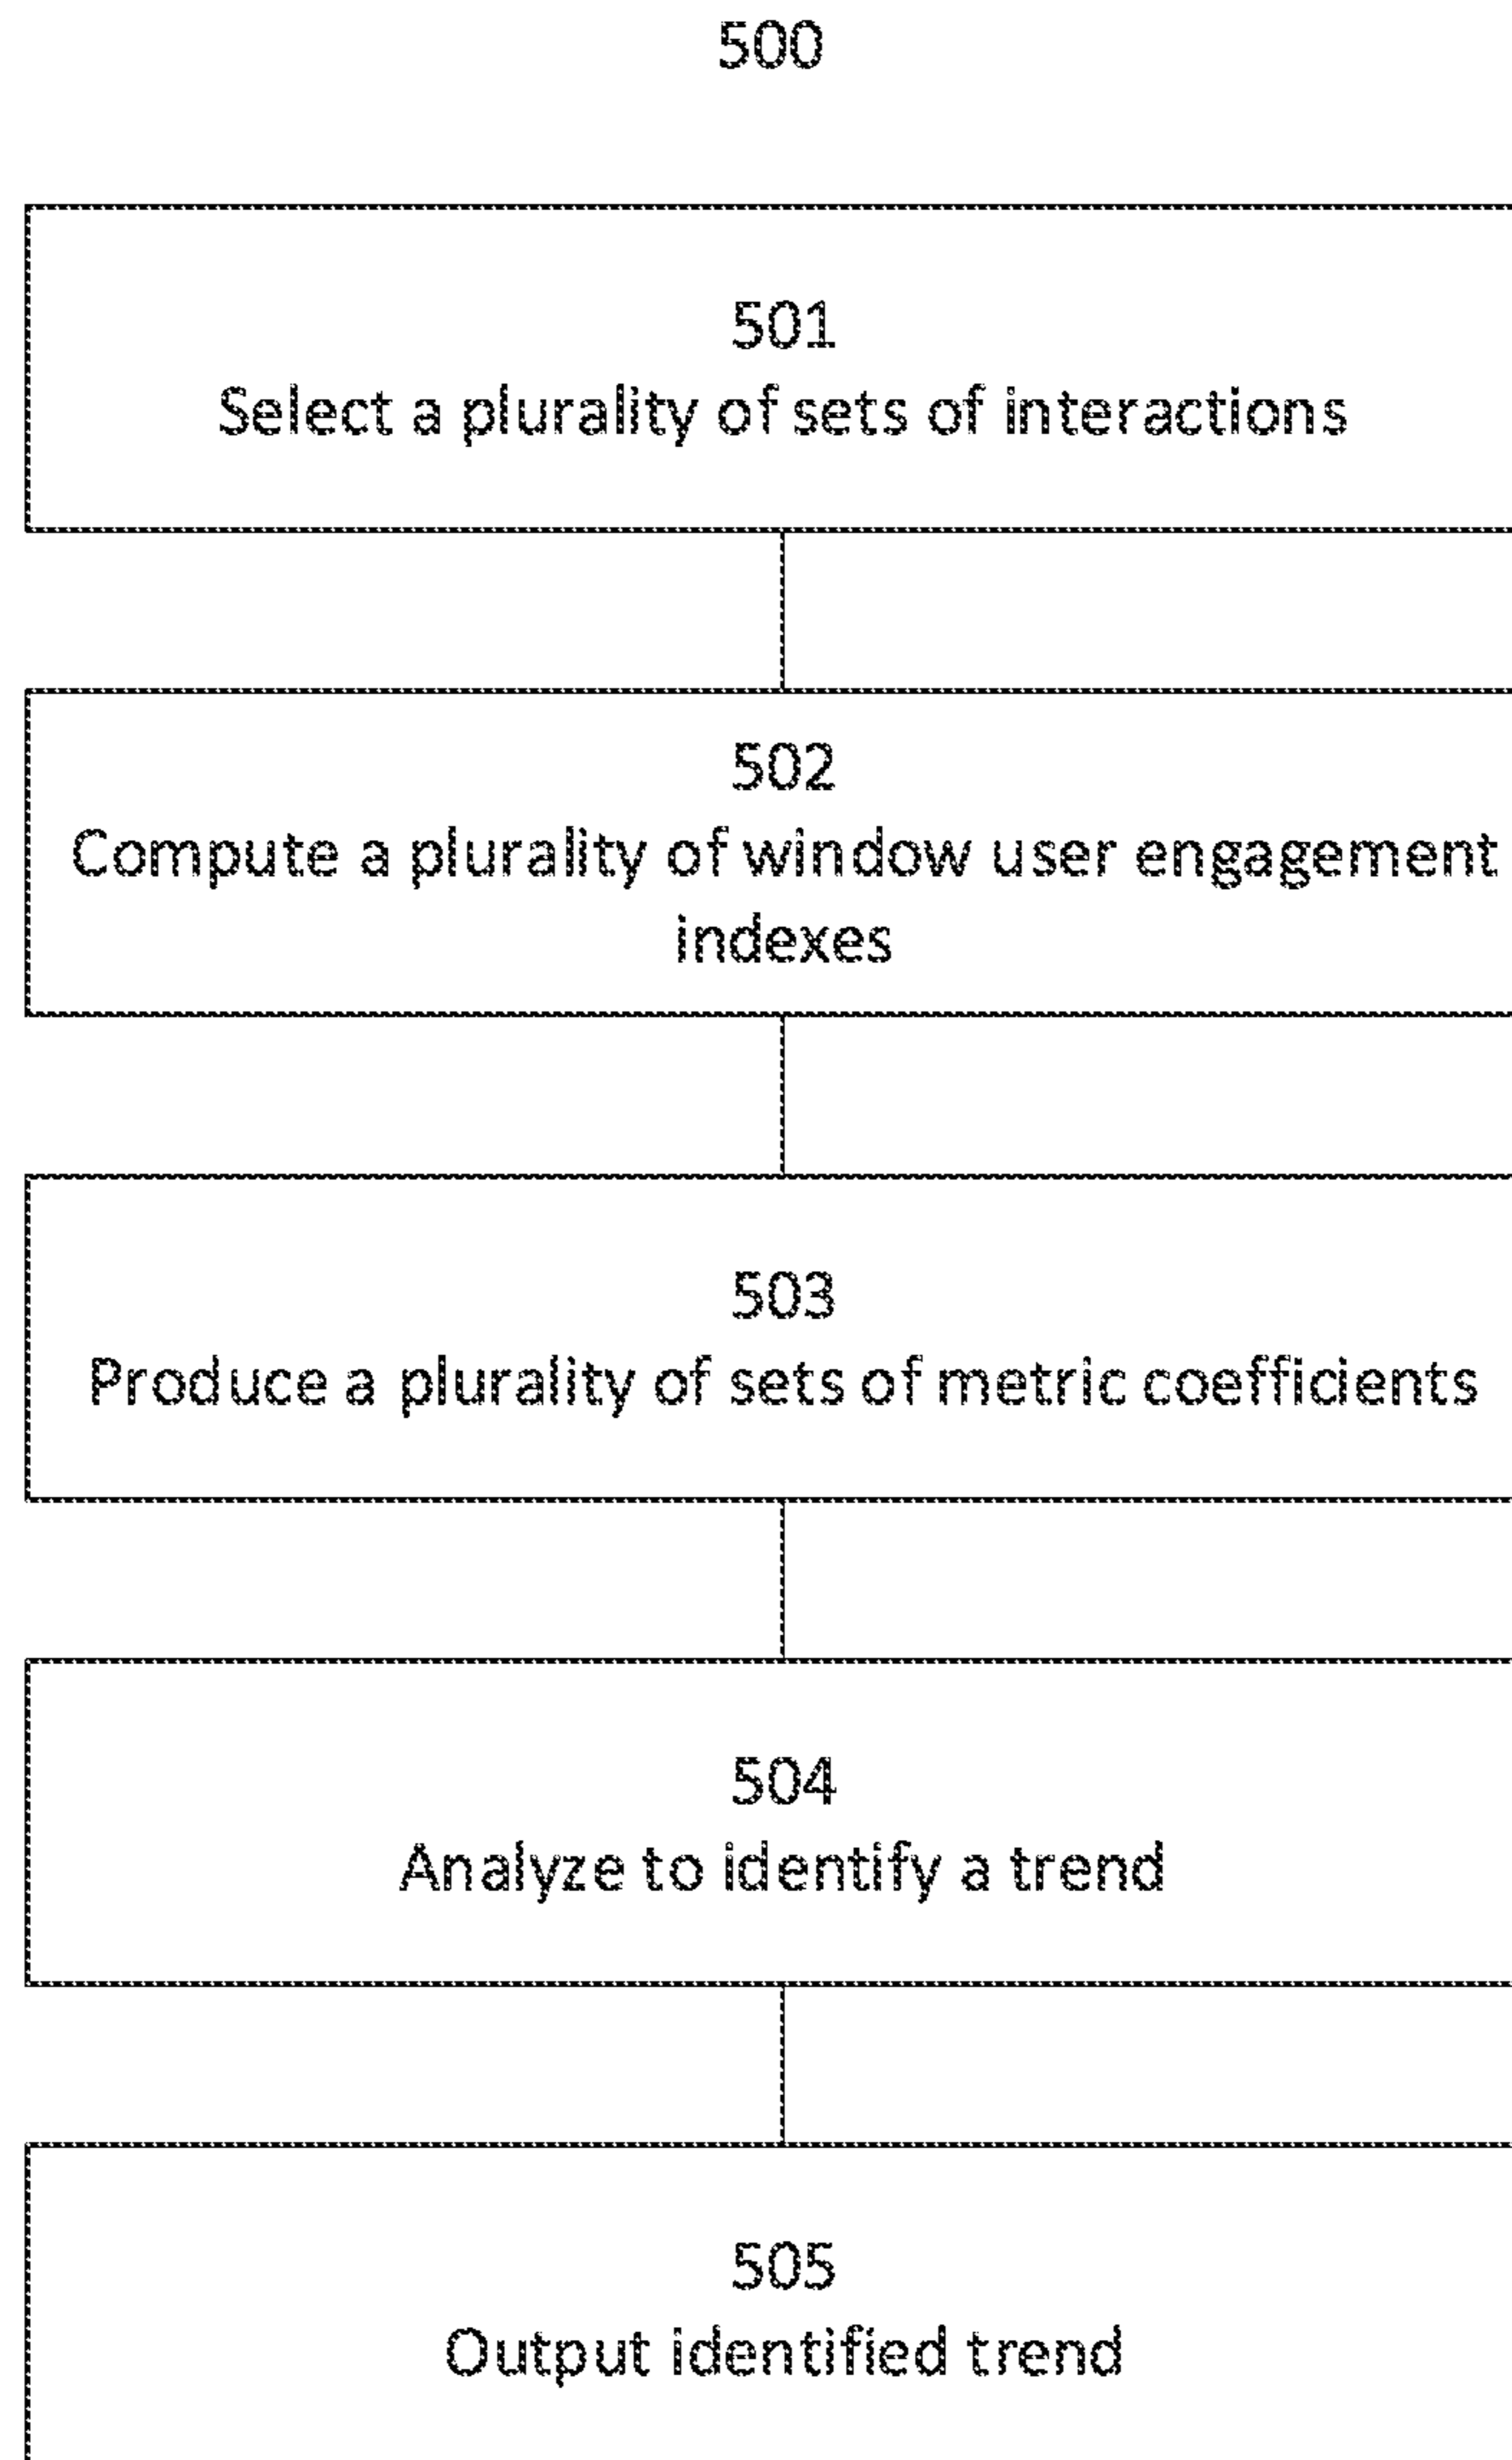 500
501
Select a plurality of sets of interactions
502
Compute a plurality of window user engagement
indexes
503
Produce a plurality of sets of metric coefficients
504
Analyze to identify a trend
505
Output identified trend